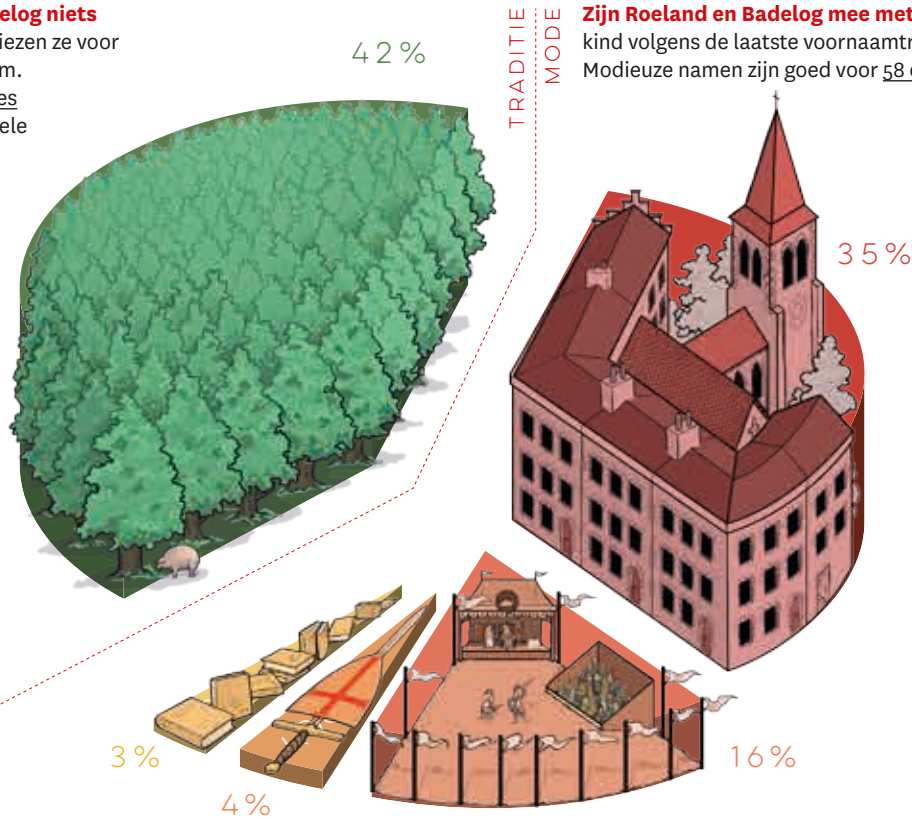 elog niets
iezen ze voor
m.
es
ele
42%
TRADITIE
MODE
Zijn Roeland en Badelog mee met
kind volgens de laatste voornaamtr
Modieuze namen zijn goed voor 58
35%
3%
4%
16%